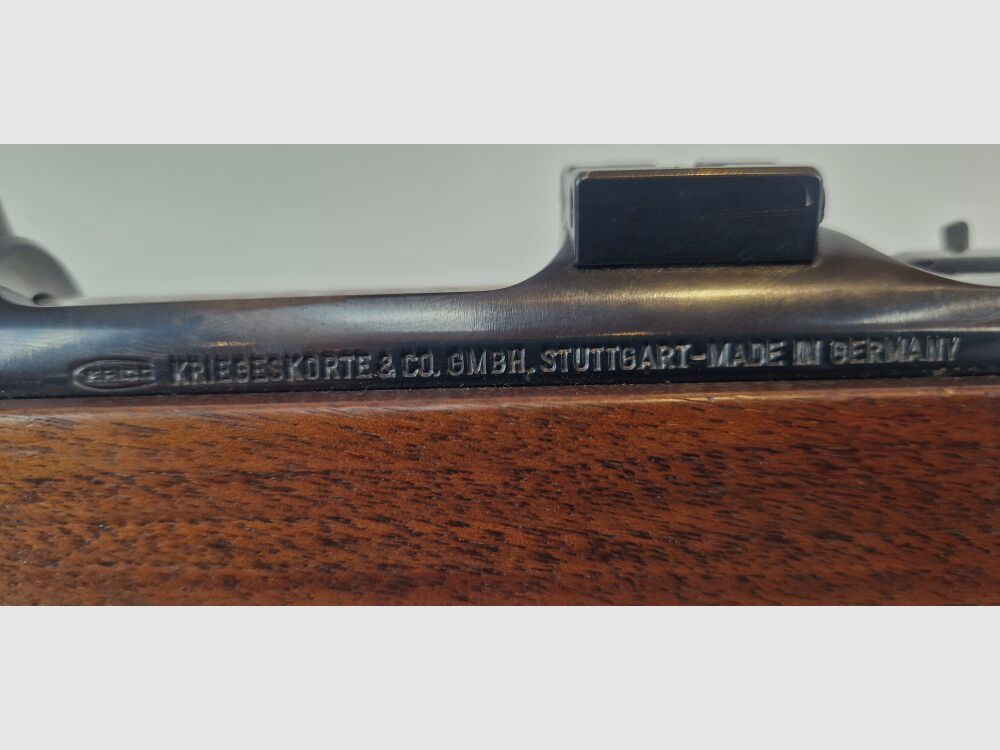 KRIEGESKORTE & CO. GMBH, STUTTGART-MADE IN GERMANY